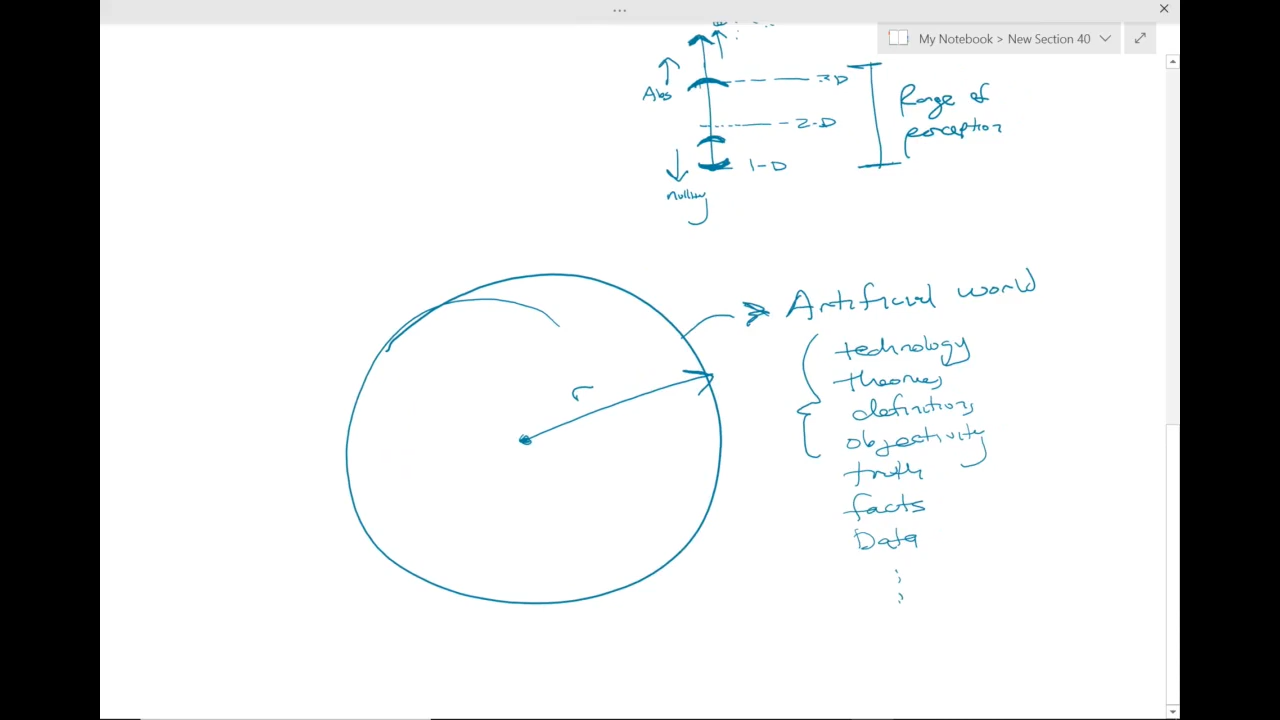 My Notebook > New Section 40
3-D
Abs
Range of
perception
2-D
1-D
nullity
Artificial world
r
technology
theories
definitions
objectivity
truth
facts
Data